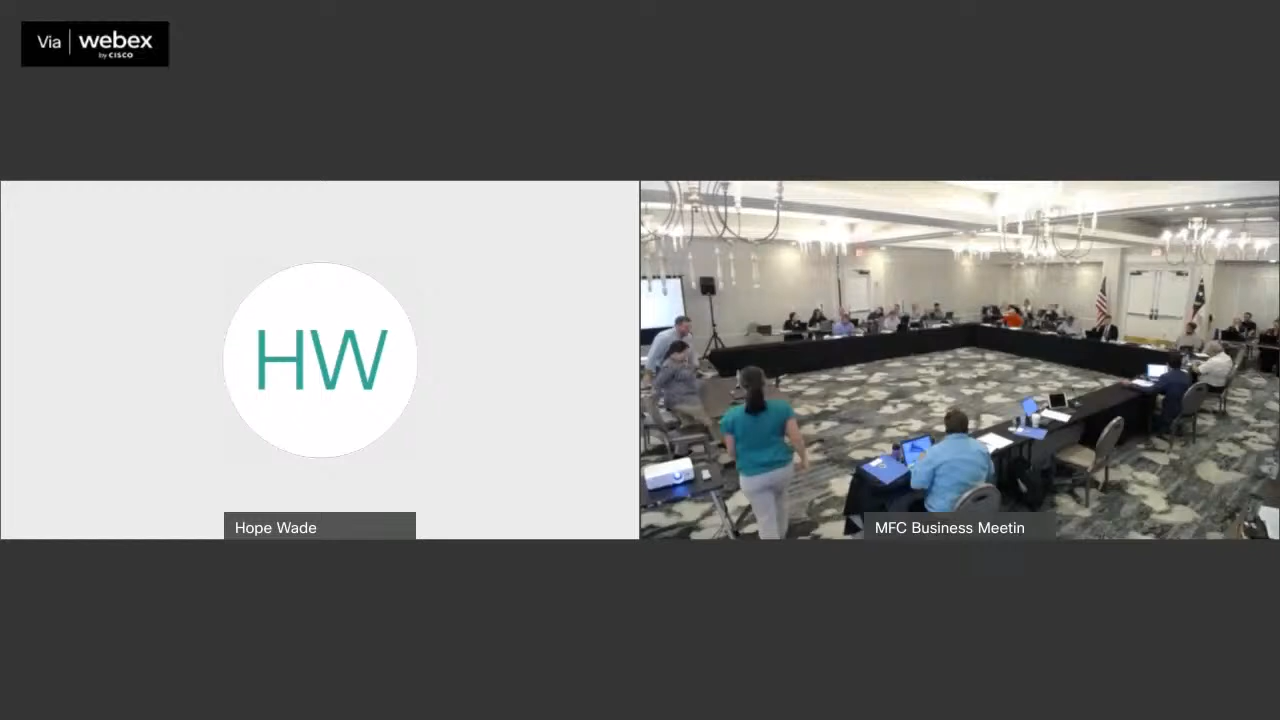 Via | webex
by CISCO
HW
Hope Wade
MFC Business Meetin